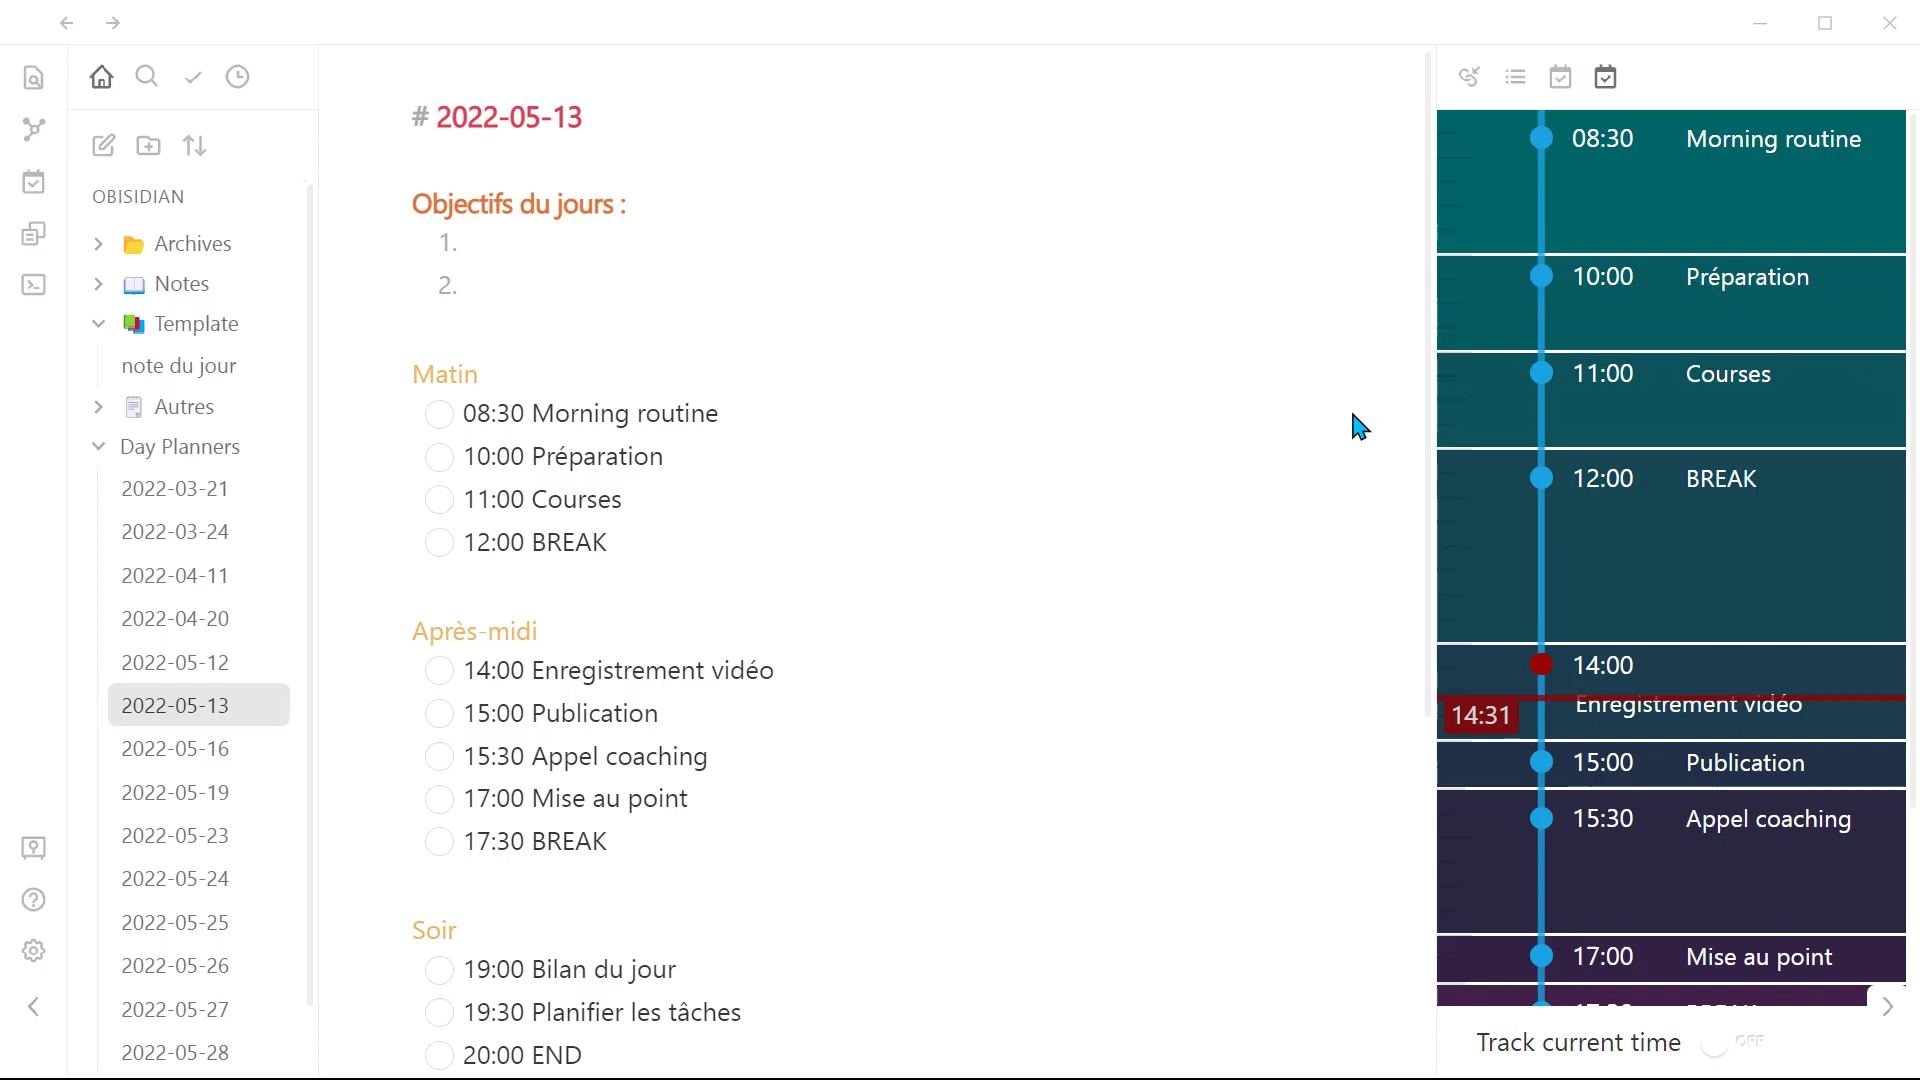 OBISIDIAN
Archives
Notes
Template
note du jour
Autres
Day Planners
2022-03-21
2022-03-24
2022-04-11
2022-04-20
2022-05-12
2022-05-13
2022-05-16
2022-05-19
2022-05-23
2022-05-24
2022-05-25
2022-05-26
2022-05-27
2022-05-28
# 2022-05-13
Objectifs du jours :
1.
2.
Matin
08:30 Morning routine
10:00 Préparation
11:00 Courses
12:00 BREAK
Après-midi
14:00 Enregistrement vidéo
15:00 Publication
15:30 Appel coaching
17:00 Mise au point
17:30 BREAK
Soir
19:00 Bilan du jour
19:30 Planifier les tâches
20:00 END
08:30 Morning routine
10:00 Préparation
11:00 Courses
12:00 BREAK
14:00
Enregistrement vidéo
14:31
15:00 Publication
15:30 Appel coaching
17:00 Mise au point
Track current time OFF